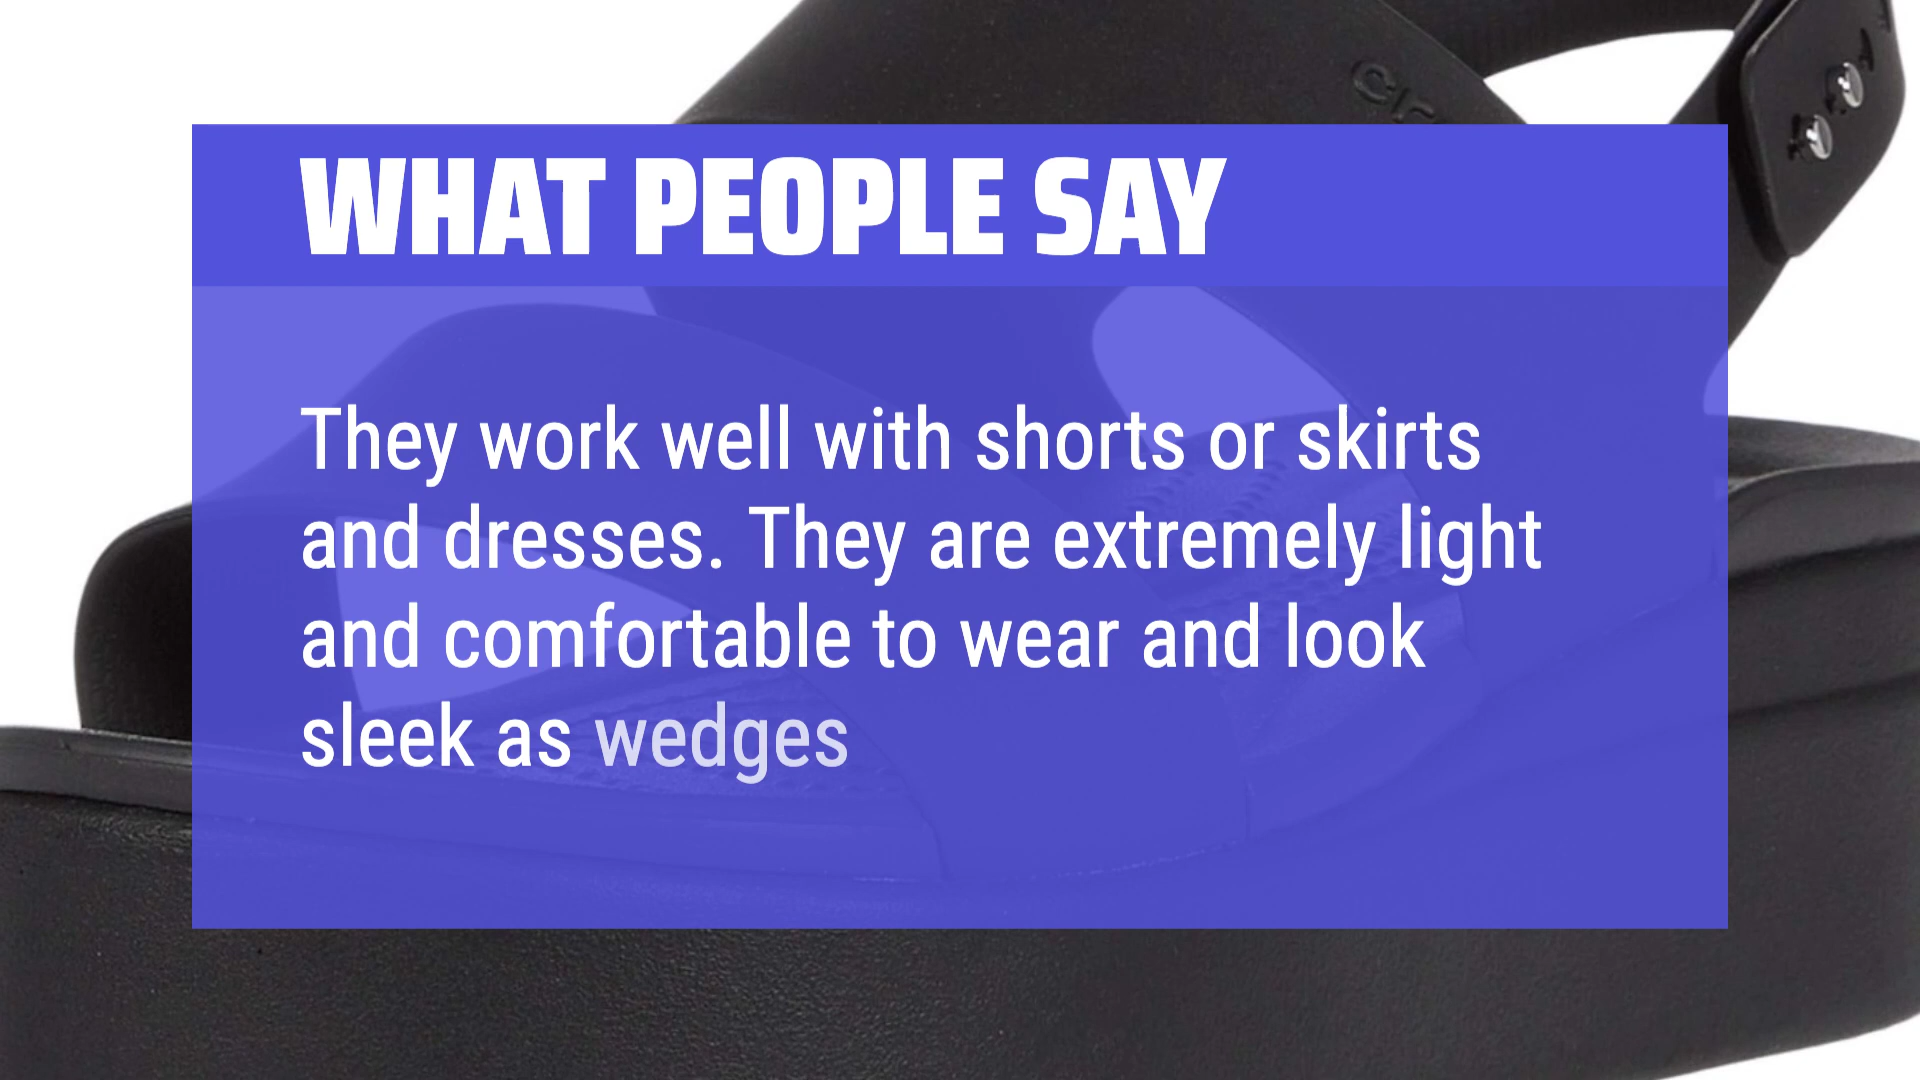 WHAT PEOPLE SAY
They work well with shorts or skirts
and dresses. They are extremely light
and comfortable to wear and look
sleek as wedges